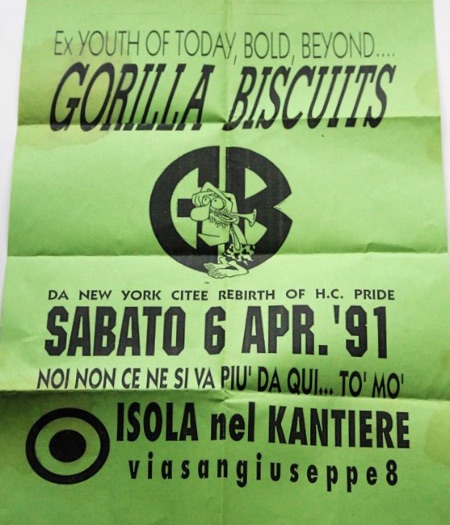 Ex YOUTH OF TODAY, BOLD, BEYOND....
GORILLA BISCUITS
GB
DA NEW YORK CITEE REBIRTH OF H.C. PRIDE
SABATO 6 APR. '91
NOI NON CE NE SI VA PIU' DA QUI... TO' MO'
ISOLA nel KANTIERE
viasangiuseppe8